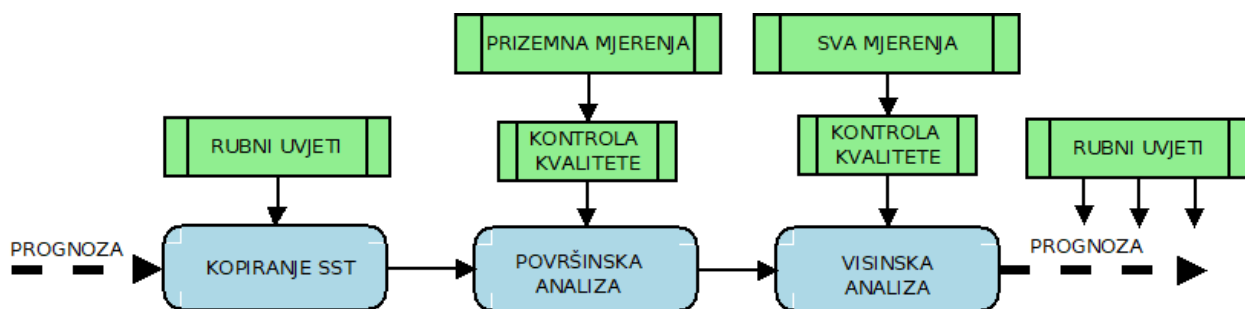 PRIZEMNA MJERENJA
SVA MJERENJA
RUBNI UVJETI
KONTROLA
KVALITETE
KONTROLA
KVALITETE
RUBNI UVJETI
PROGNOZA
KOPIRANJE SST
POVRŠINSKA
ANALIZA
VISINSKA
ANALIZA
PROGNOZA